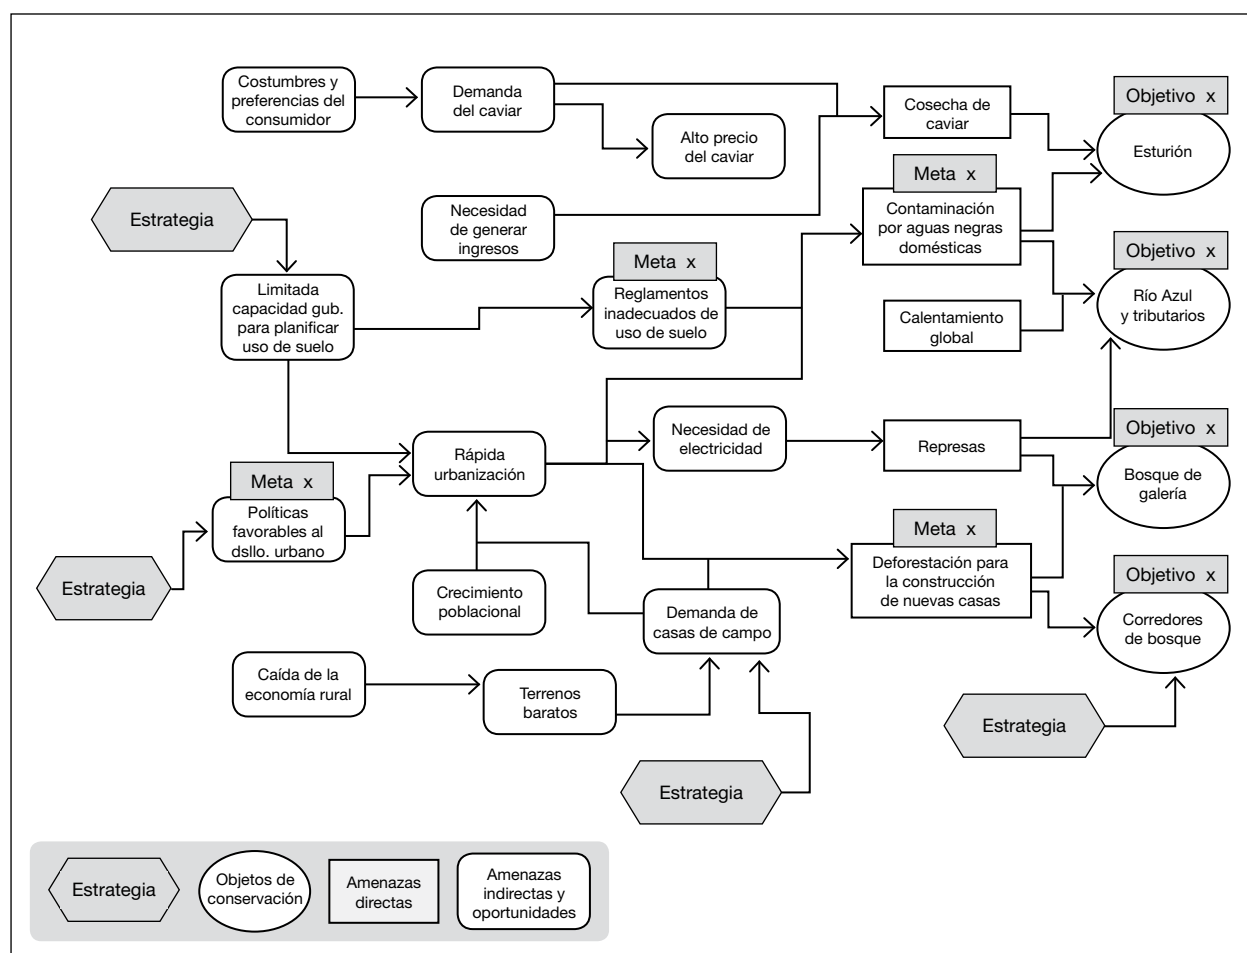 Costumbres y
preferencias del
consumidor
Demanda
del caviar
Alto precio
del caviar
Cosecha de
caviar
Objetivo x
Esturión
Estrategia
Necesidad
de generar
ingresos
Meta x
Contaminación
por aguas negras
domésticas
Limitada
capacidad gub.
para planificar
uso de suelo
Meta x
Reglamentos
inadecuados de
uso de suelo
Calentamiento
global
Objetivo x
Río Azul
y tributarios
Rápida
urbanización
Necesidad de
electricidad
Represas
Objetivo x
Bosque de
galería
Meta x
Políticas
favorables al
dsllo. urbano
Estrategia
Crecimiento
poblacional
Demanda de
casas de campo
Meta x
Deforestación para
la construcción
de nuevas casas
Objetivo x
Corredores
de bosque
Caída de la
economía rural
Terrenos
baratos
Estrategia
Estrategia
Estrategia
Objetos de
conservación
Amenazas
directas
Amenazas
indirectas y
oportunidades